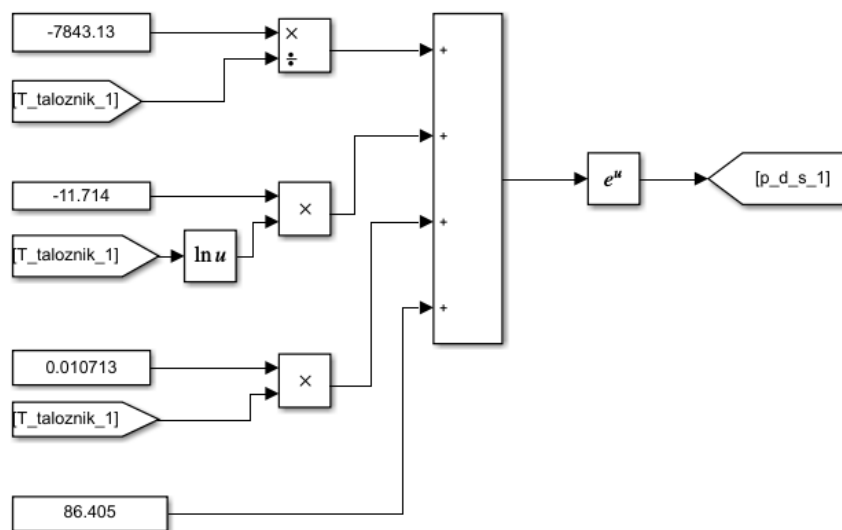 -7843.13
×
÷
[T_taloznik_1]
+
-11.714
×
+
[T_taloznik_1]
ln u
+
e^u
[p_d_s_1]
+
0.010713
×
[T_taloznik_1]
86.405